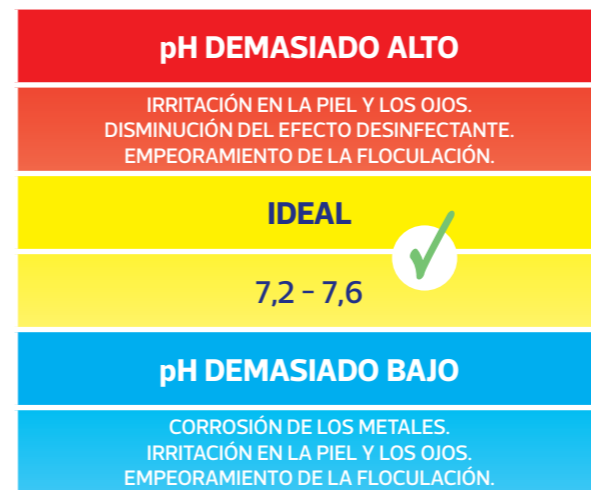 pH DEMASIADO ALTO
IRRITACIÓN EN LA PIEL Y LOS OJOS.
DISMINUCIÓN DEL EFECTO DESINFECTANTE.
EMPEORAMIENTO DE LA FLOCULACIÓN.
IDEAL
7,2 – 7,6
pH DEMASIADO BAJO
CORROSIÓN DE LOS METALES.
IRRITACIÓN EN LA PIEL Y LOS OJOS.
EMPEORAMIENTO DE LA FLOCULACIÓN.